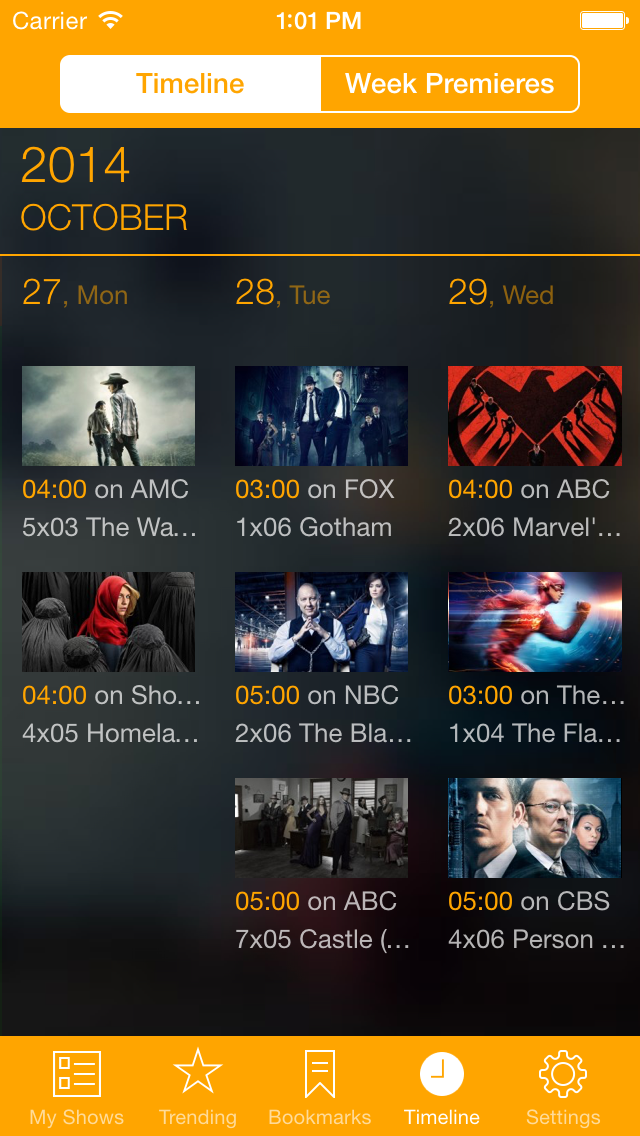 Carrier 1:01 PM
Timeline Week Premieres
2014
OCTOBER
27, Mon 28, Tue 29, Wed
04:00 on AMC 03:00 on FOX 04:00 on ABC
5x03 The Wa... 1x06 Gotham 2x06 Marvel'...
04:00 on Sho... 05:00 on NBC 03:00 on The...
4x05 Homela... 2x06 The Bla... 1x04 The Fla...
05:00 on ABC 05:00 on CBS
7x05 Castle (... 4x06 Person ...
My Shows Trending Bookmarks Timeline Settings